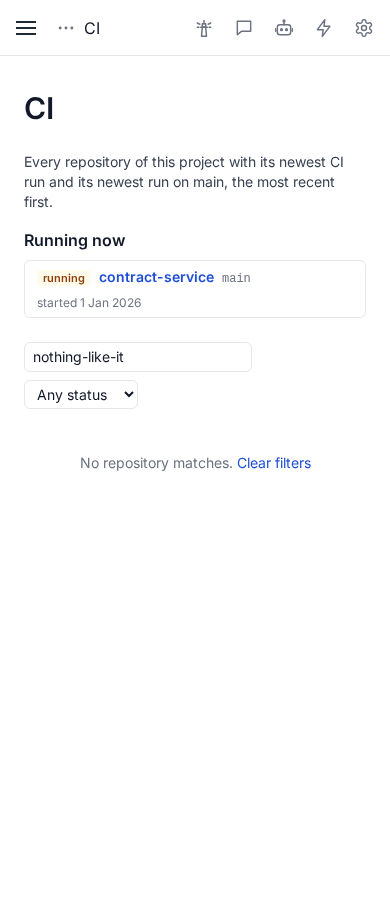 CI
CI
Every repository of this project with its newest CI
run and its newest run on main, the most recent
first.
Running now
running contract-service main
started 1 Jan 2026
nothing-like-it
Any status
No repository matches. Clear filters